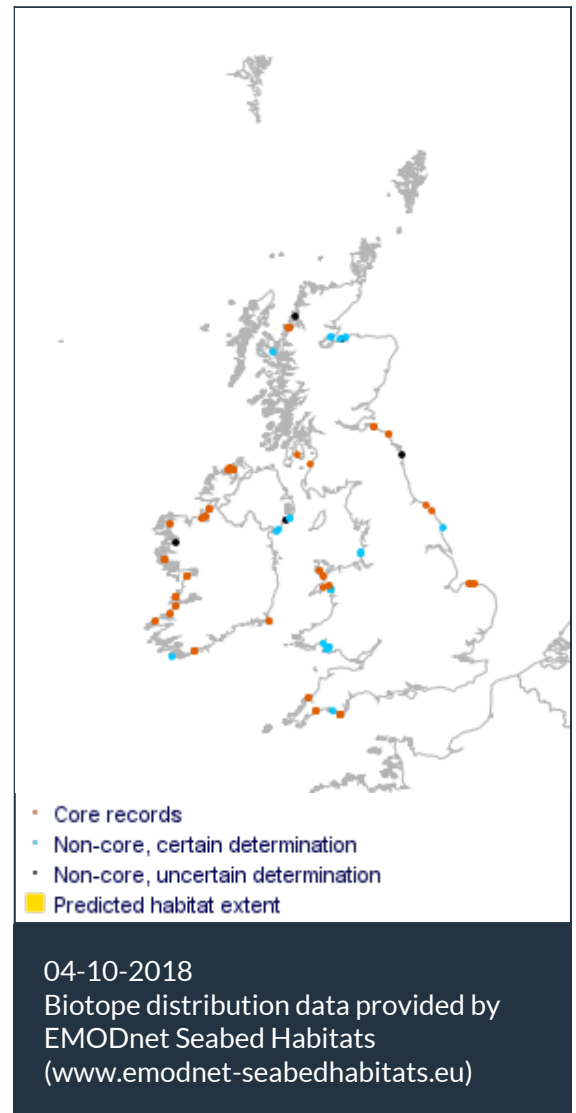 Core records
Non-core, certain determination
Non-core, uncertain determination
Predicted habitat extent
04-10-2018
Biotope distribution data provided by
EMODnet Seabed Habitats
(www.emodnet-seabedhabitats.eu)